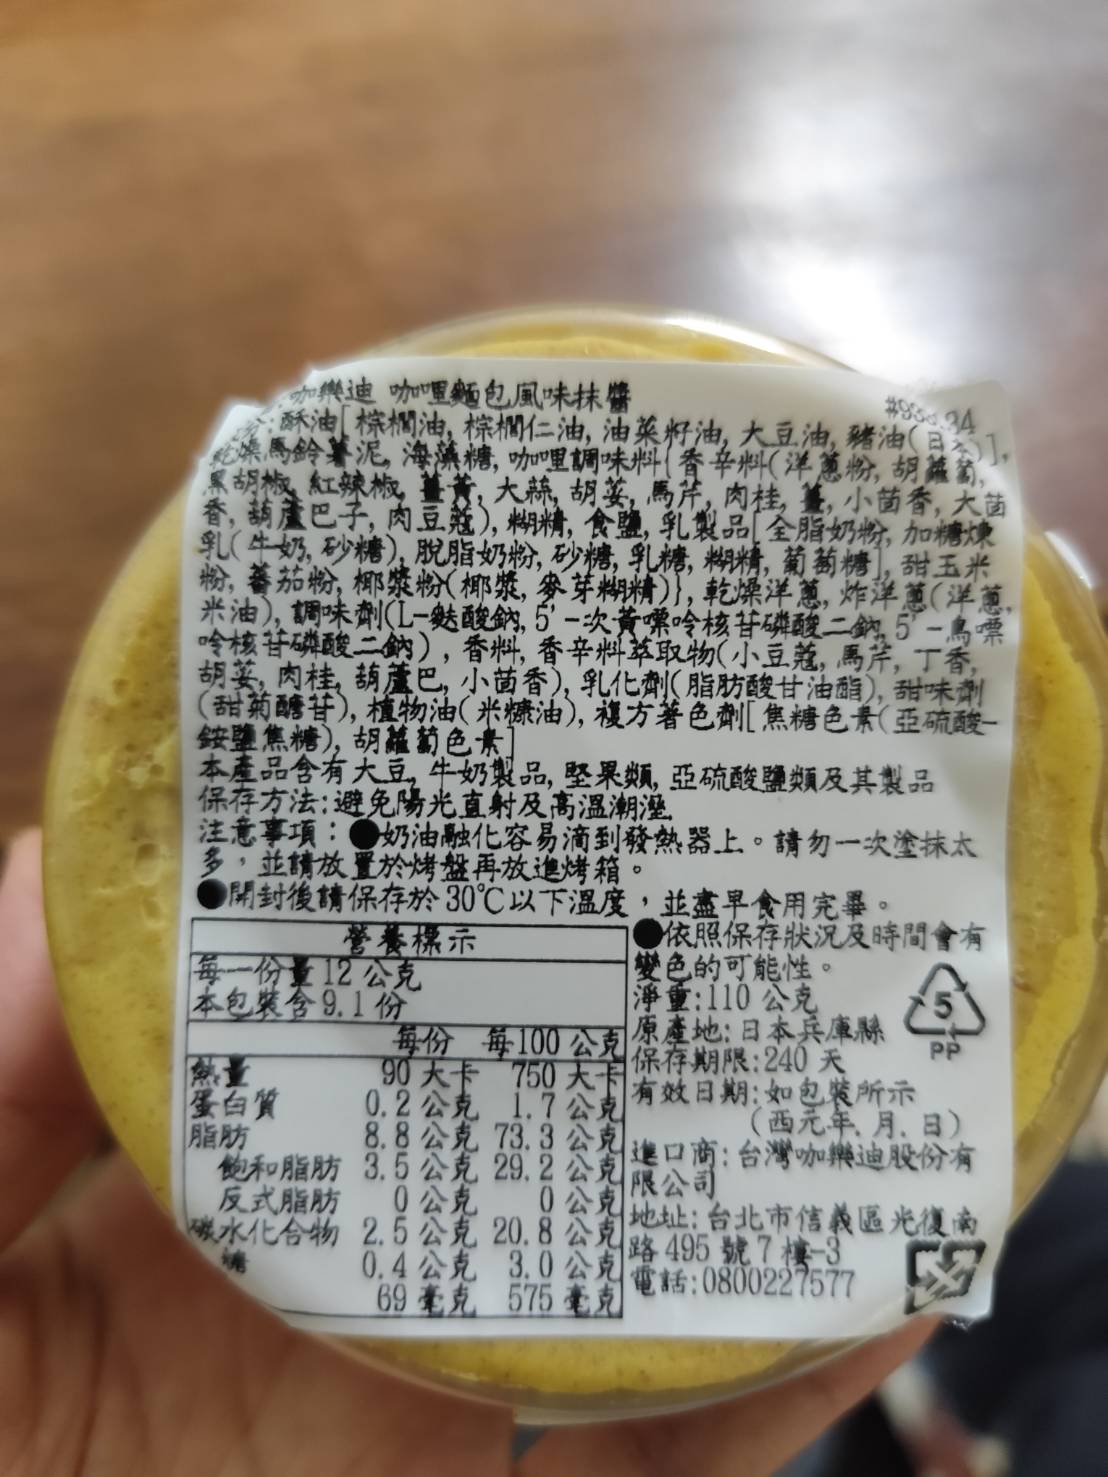 咖樂迪 咖哩麵包風味抹醬
:酥油[棕櫚油, 棕櫚仁油, 油菜籽油, 大豆油, 豬油(日本)],
乾燥馬鈴薯泥, 海藻糖, 咖哩調味料{香辛料(洋蔥粉, 胡蘿蔔,
黑胡椒, 紅辣椒, 薑黃, 大蒜, 胡荽, 馬芹, 肉桂, 薑, 小茴香, 大茴
香, 葫蘆巴子, 肉豆蔻), 糊精, 食鹽, 乳製品[全脂奶粉, 加糖煉
乳(牛奶, 砂糖), 脫脂奶粉, 砂糖, 乳糖, 糊精, 葡萄糖], 甜玉米
粉, 蕃茄粉, 椰漿粉(椰漿, 麥芽糊精)}, 乾燥洋蔥, 炸洋蔥(洋蔥,
米油), 調味劑(L-麩酸鈉, 5'-次黃嘌呤核苷磷酸二鈉, 5'-鳥嘌
呤核苷磷酸二鈉), 香料, 香辛料萃取物(小豆蔻, 馬芹, 丁香,
胡荽, 肉桂, 葫蘆巴, 小茴香), 乳化劑(脂肪酸甘油酯), 甜味劑
(甜菊醣苷), 植物油(米糠油), 複方著色劑[焦糖色素(亞硫酸-
銨鹽焦糖), 胡蘿蔔色素]
本產品含有大豆, 牛奶製品, 堅果類, 亞硫酸鹽類及其製品
保存方法:避免陽光直射及高溫潮溼
注意事項：●奶油融化容易滴到發熱器上。請勿一次塗抹太
多，並請放置於烤盤再放進烤箱。
●開封後請保存於30℃以下溫度，並盡早食用完畢。
●依照保存狀況及時間會有
變色的可能性。
淨重:110 公克
原產地:日本兵庫縣
保存期限:240 天
有效日期:如包裝所示
(西元年. 月. 日)
進口商:台灣咖樂迪股份有
限公司
地址:台北市信義區光復南
路 495 號 7 樓-3
電話:0800227577
5
PP
營養標示
每一份量 12 公克
本包裝含 9.1 份
每份 每 100 公克
熱量 90 大卡 750 大卡
蛋白質 0.2 公克 1.7 公克
脂肪 8.8 公克 73.3 公克
飽和脂肪 3.5 公克 29.2 公克
反式脂肪 0 公克 0 公克
碳水化合物 2.5 公克 20.8 公克
糖 0.4 公克 3.0 公克
69 毫克 575 毫克